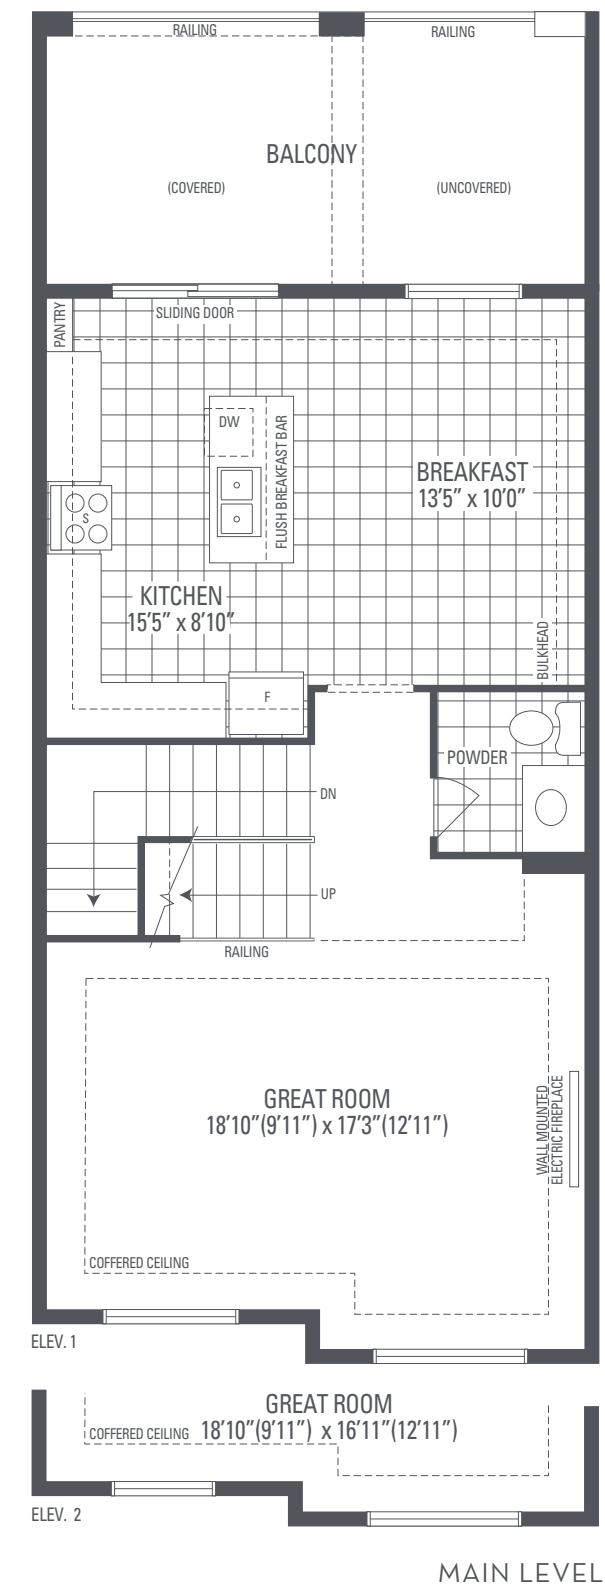 RAILING
RAILING
BALCONY
(COVERED)
(UNCOVERED)
PANTRY
SLIDING DOOR
DW
FLUSH BREAKFAST BAR
BREAKFAST
13'5" x 10'0"
S
KITCHEN
15'5" x 8'10"
BULKHEAD
F
POWDER
DN
UP
RAILING
GREAT ROOM
18'10"(9'11") x 17'3"(12'11")
WALL MOUNTED
ELECTRIC FIREPLACE
COFFERED CEILING
ELEV. 1
GREAT ROOM
18'10"(9'11") x 16'11"(12'11")
COFFERED CEILING
ELEV. 2
MAIN LEVEL